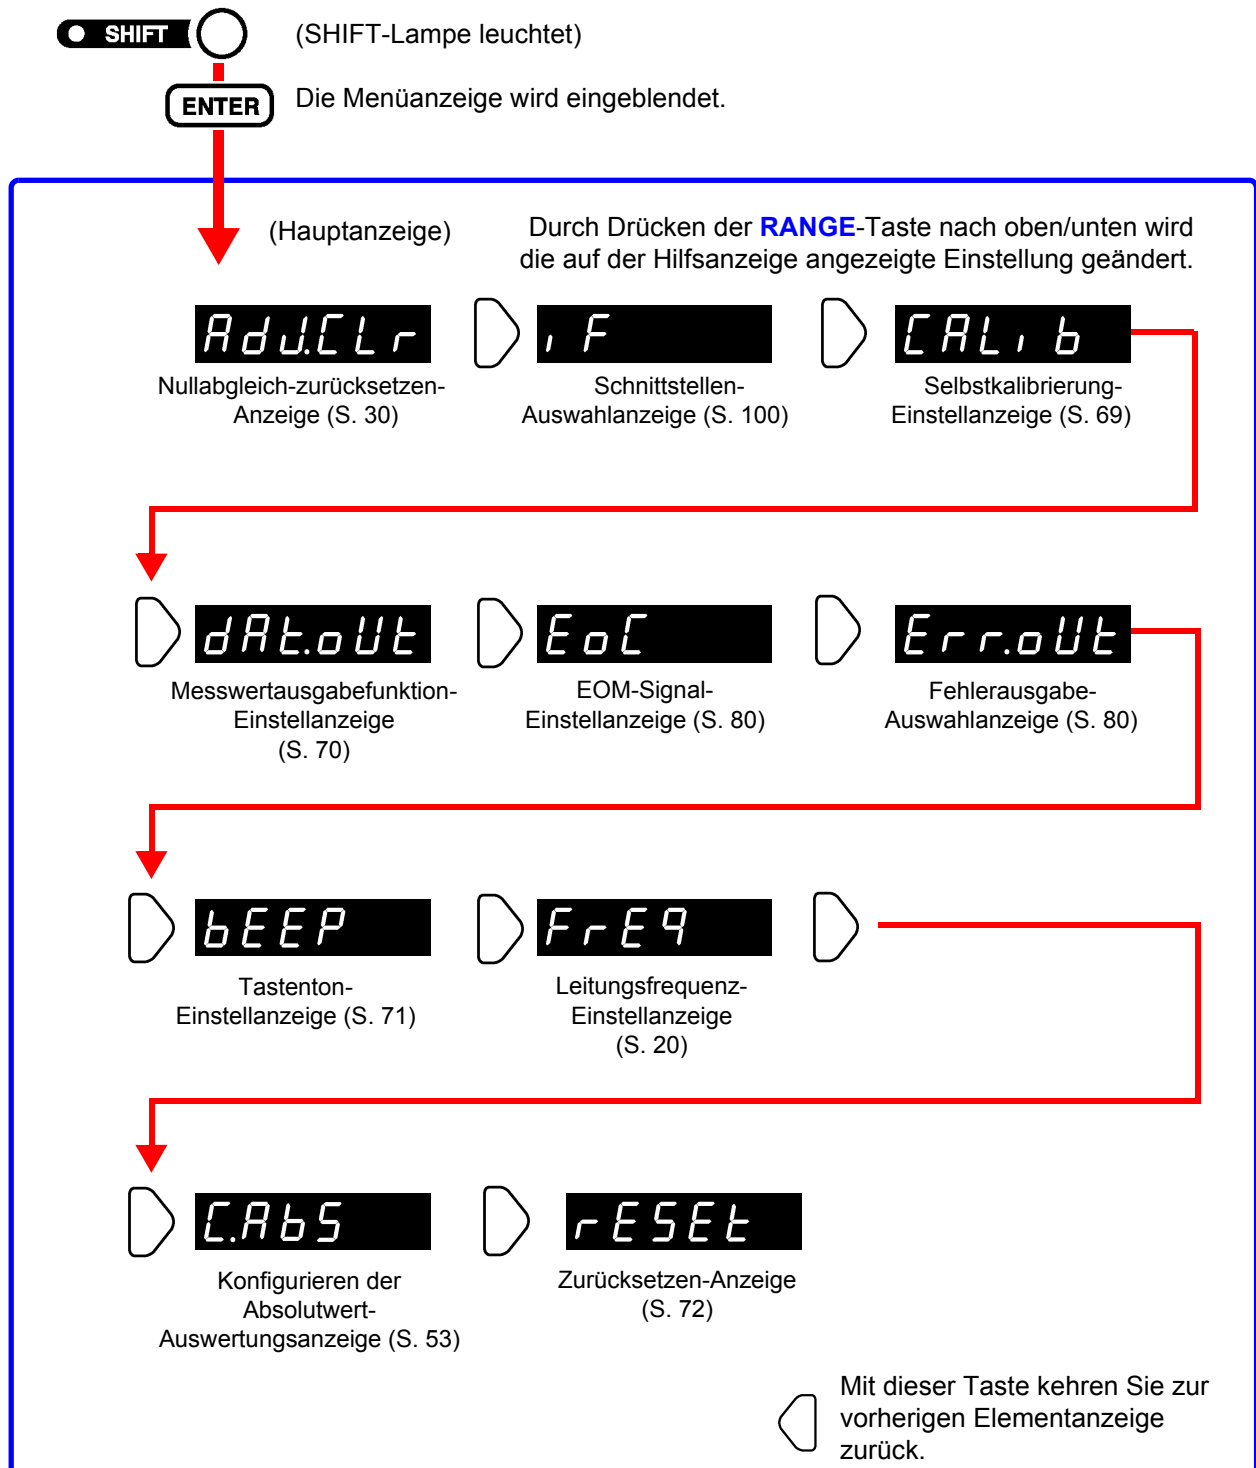 SHIFT (SHIFT-Lampe leuchtet)
ENTER Die Menüanzeige wird eingeblendet.
(Hauptanzeige)
Durch Drücken der RANGE-Taste nach oben/unten wird
die auf der Hilfsanzeige angezeigte Einstellung geändert.
AdJ.CLr
Nullabgleich-zurücksetzen-
Anzeige (S. 30)
iF
Schnittstellen-
Auswahlanzeige (S. 100)
CALib
Selbstkalibrierung-
Einstellanzeige (S. 69)
dAt.oUt
Messwertausgabefunktion-
Einstellanzeige
(S. 70)
EoC
EOM-Signal-
Einstellanzeige (S. 80)
Err.oUt
Fehlerausgabe-
Auswahlanzeige (S. 80)
bEEP
Tastenton-
Einstellanzeige (S. 71)
FrEq
Leitungsfrequenz-
Einstellanzeige
(S. 20)
C.AbS
Konfigurieren der
Absolutwert-
Auswertungsanzeige (S. 53)
rESEt
Zurücksetzen-Anzeige
(S. 72)
Mit dieser Taste kehren Sie zur
vorherigen Elementanzeige
zurück.